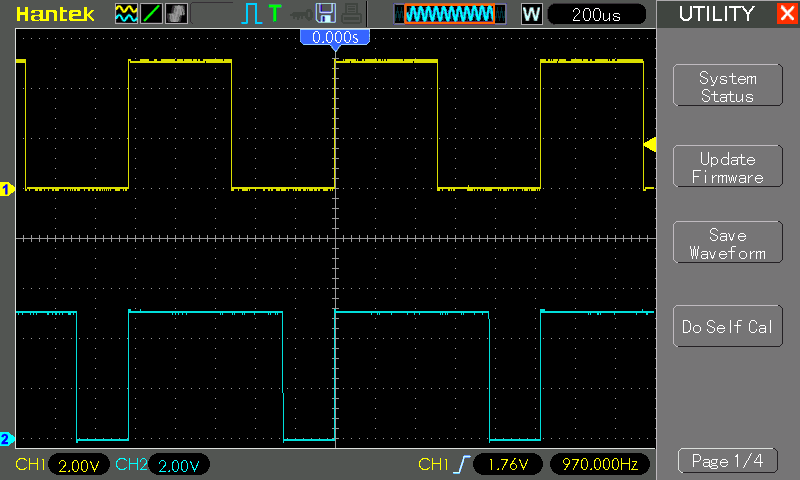 Hantek
T
W
200us
UTILITY
X
0.000s
System
Status
1
Update
Firmware
Save
Waveform
Do Self Cal
2
CH1 2.00V CH2 2.00V CH1 1.76V 970.000Hz
Page 1/4